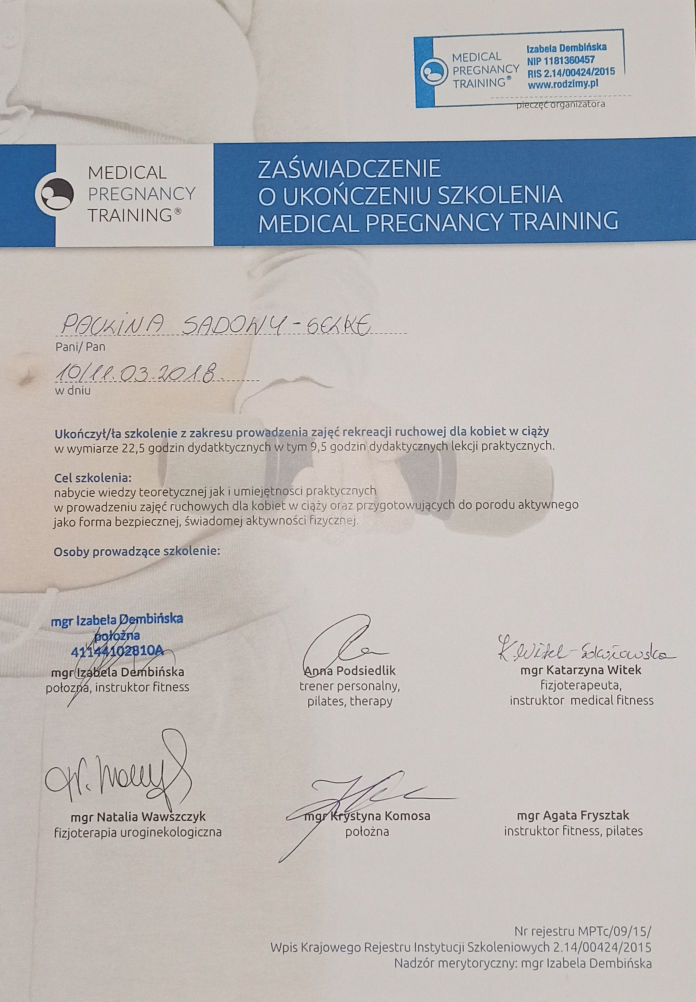 MEDICAL
PREGNANCY
TRAINING®
Izabela Dembińska
NIP 1181360457
RIS 2.14/00424/2015
www.rodzimy.pl
pieczęć organizatora
MEDICAL
PREGNANCY
TRAINING®
ZAŚWIADCZENIE
O UKOŃCZENIU SZKOLENIA
MEDICAL PREGNANCY TRAINING
SADOWY-
Pani/ Pan
10/11.03.2018
w dniu
Ukończył/ta szkolenie z zakresu prowadzenia zajęć rekreacji ruchowej dla kobiet w ciąży
w wymiarze 22,5 godzin dydatktycznych w tym 9,5 godzin dydaktycznych lekcji praktycznych.
Cel szkolenia:
nabycie wiedzy teoretycznej jak i umiejętności praktycznych
w prowadzeniu zajęć ruchowych dla kobiet w ciąży oraz przygotowujących do porodu aktywnego
jako forma bezpiecznej, świadomej aktywności fizycznej.
Osoby prowadzące szkolenie:
mgr Izabela Dembińska
położna
41144102810A
mgr Izabela Dembińska
położna, instruktor fitness
Anna Podsiedlik
trener personalny,
pilates, therapy
K. Witek-
mgr Katarzyna Witek
fizjoterapeuta,
instruktor medical fitness
mgr Natalia Wawszczyk
fizjoterapia uroginekologiczna
mgr Krystyna Komosa
położna
mgr Agata Frysztak
instruktor fitness, pilates
Nr rejestru MPTc/09/15/
Wpis Krajowego Rejestru Instytucji Szkoleniowych 2.14/00424/2015
Nadzór merytoryczny: mgr Izabela Dembińska